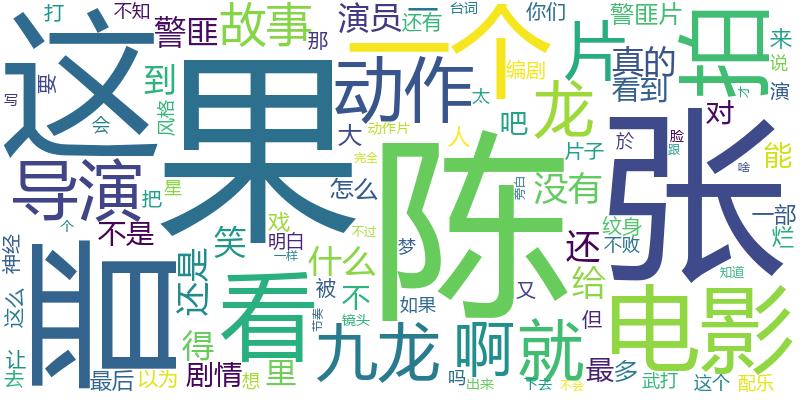 打 不知 警匪 故事 演员 二 台词 还有 你们 警匪片 来
这 果 那 一个 编剧 片 真的 拍 说
写 要 到 动作 太 龙 看到 演
会 风格 大 动作片 人 吧 对 才
导演 把 完全 陈 片子 於 脸 跟 张 能
星 戏 怎么 没有 啥 一部
个 不是 笑 明白 旁白 纹身 烂
神经 皿 还是 一样 什么 不过 梦 还 不败
这么 看 被 不 如果 又 给 但 知道
让 得 九龙 节奏 镜头 啊 就 电影
去 最后 以为 剧情 想 里 吗 出来 下去 不会 最多 武打 这个 配乐